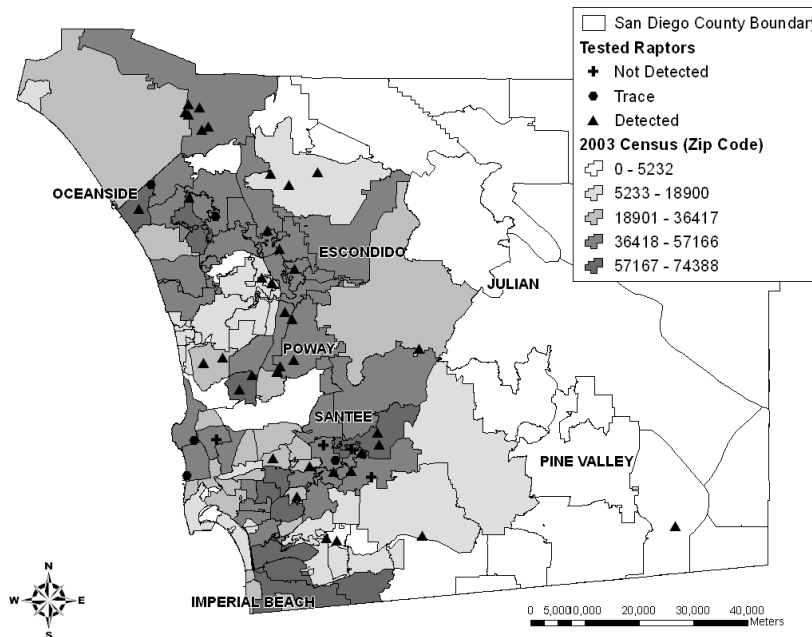 San Diego County Boundary
Tested Raptors
Not Detected
Trace
Detected
2003 Census (Zip Code)
0 - 5232
5233 - 18900
18901 - 36417
36418 - 57166
57167 - 74388
OCEANSIDE
ESCONDIDO
JULIAN
POWAY
SANTEE
PINE VALLEY
IMPERIAL BEACH
N
W E
S
0 5,00010,000 20,000 30,000 40,000
Meters